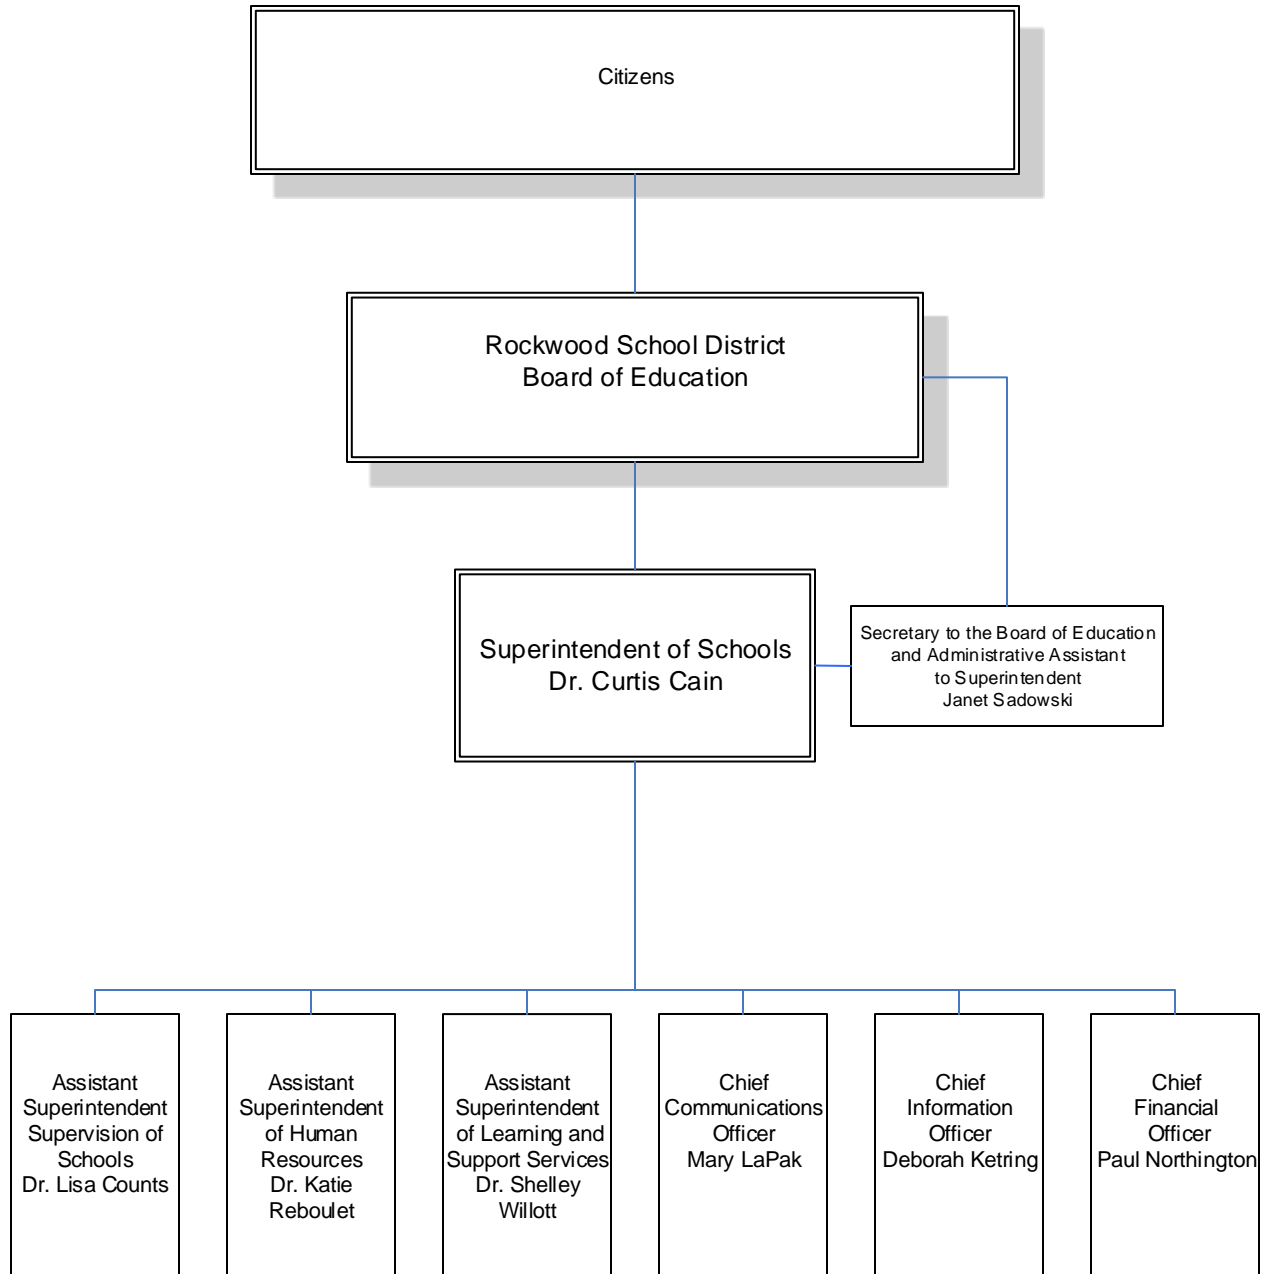 Citizens
Rockwood School District
Board of Education
Superintendent of Schools
Dr. Curtis Cain
Secretary to the Board of Education
and Administrative Assistant
to Superintendent
Janet Sadowski
Assistant
Superintendent
Supervision of
Schools
Dr. Lisa Counts
Assistant
Superintendent
of Human
Resources
Dr. Katie
Reboulet
Assistant
Superintendent
of Learning and
Support Services
Dr. Shelley
Willott
Chief
Communications
Officer
Mary LaPak
Chief
Information
Officer
Deborah Ketring
Chief
Financial
Officer
Paul Northington